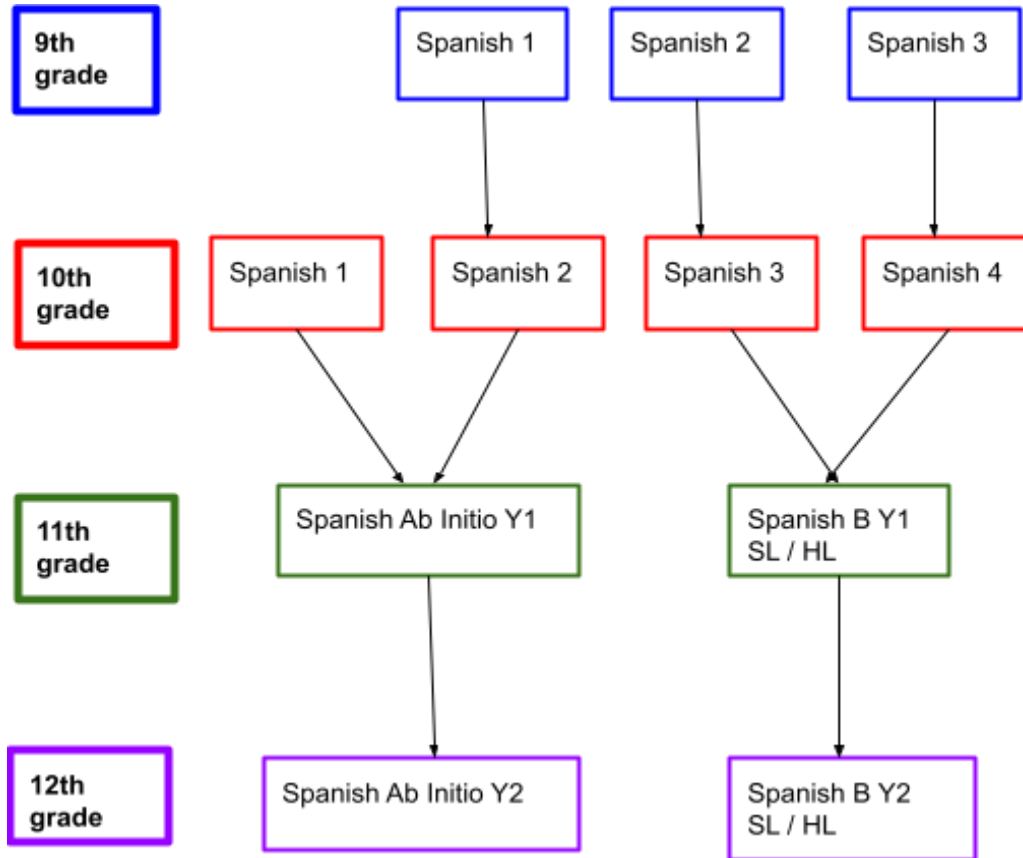 9th
grade
Spanish 1
Spanish 2
Spanish 3
10th
grade
Spanish 1
Spanish 2
Spanish 3
Spanish 4
11th
grade
Spanish Ab Initio Y1
Spanish B Y1
SL / HL
12th
grade
Spanish Ab Initio Y2
Spanish B Y2
SL / HL